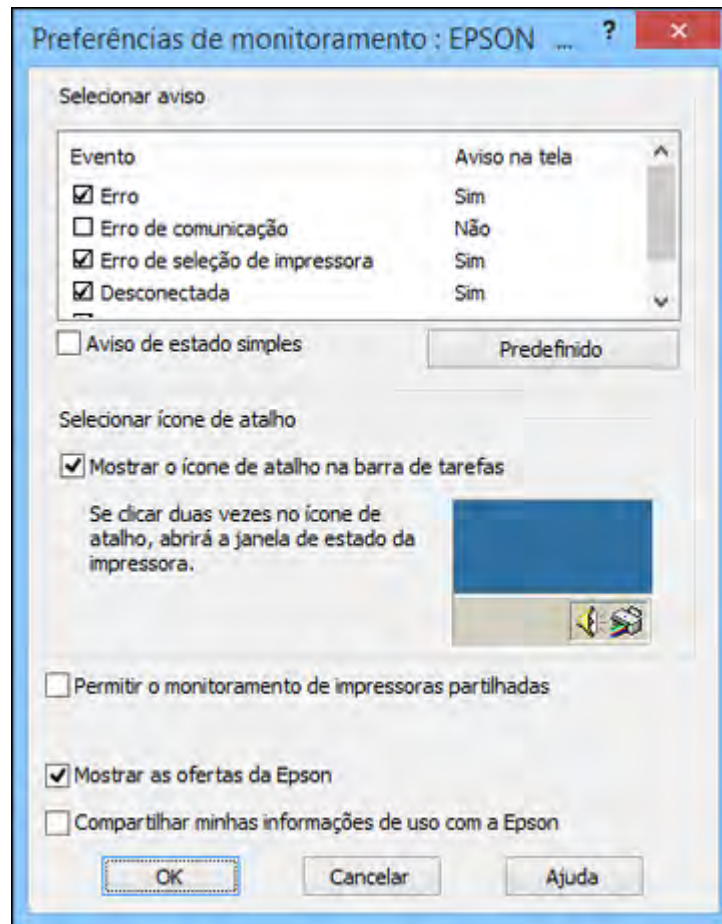 Preferências de monitoramento : EPSON ... ? ×
Selecionar aviso
Evento Aviso na tela
Erro Sim
Erro de comunicação Não
Erro de seleção de impressora Sim
Desconectada Sim
Aviso de estado simples Predefinido
Selecionar ícone de atalho
Mostrar o ícone de atalho na barra de tarefas
Se clicar duas vezes no ícone de
atalho, abrirá a janela de estado da
impressora.
Permitir o monitoramento de impressoras partilhadas
Mostrar as ofertas da Epson
Compartilhar minhas informações de uso com a Epson
OK Cancelar Ajuda